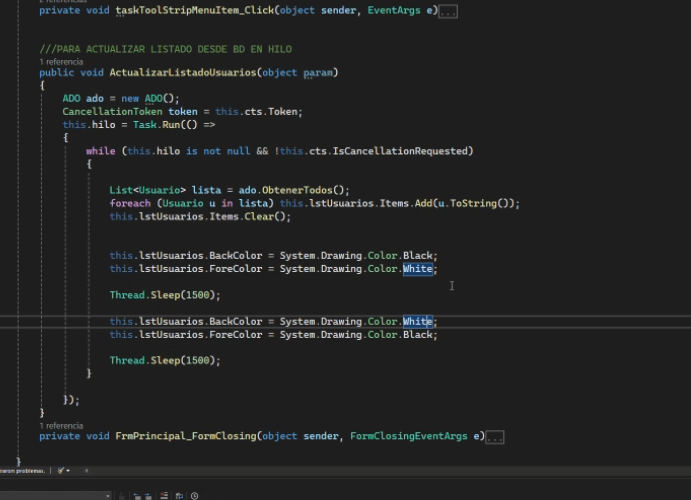 private void taskToolStripMenuItem_Click(object sender, EventArgs e)...
///PARA ACTUALIZAR LISTADO DESDE BD EN HILO
1 referencia
public void ActualizarListadoUsuarios(object param)
{
ADO ado = new ADO();
CancellationToken token = this.cts.Token;
this.hilo = Task.Run(() =>
{
while (this.hilo is not null && !this.cts.IsCancellationRequested)
{
List<Usuario> lista = ado.ObtenerTodos();
foreach (Usuario u in lista) this.lstUsuarios.Items.Add(u.ToString());
this.lstUsuarios.Items.Clear();
this.lstUsuarios.BackColor = System.Drawing.Color.Black;
this.lstUsuarios.ForeColor = System.Drawing.Color.White;
Thread.Sleep(1500);
this.lstUsuarios.BackColor = System.Drawing.Color.White;
this.lstUsuarios.ForeColor = System.Drawing.Color.Black;
Thread.Sleep(1500);
}
});
}
1 referencia
private void FrmPrincipal_FormClosing(object sender, FormClosingEventArgs e)...
}
problemas.